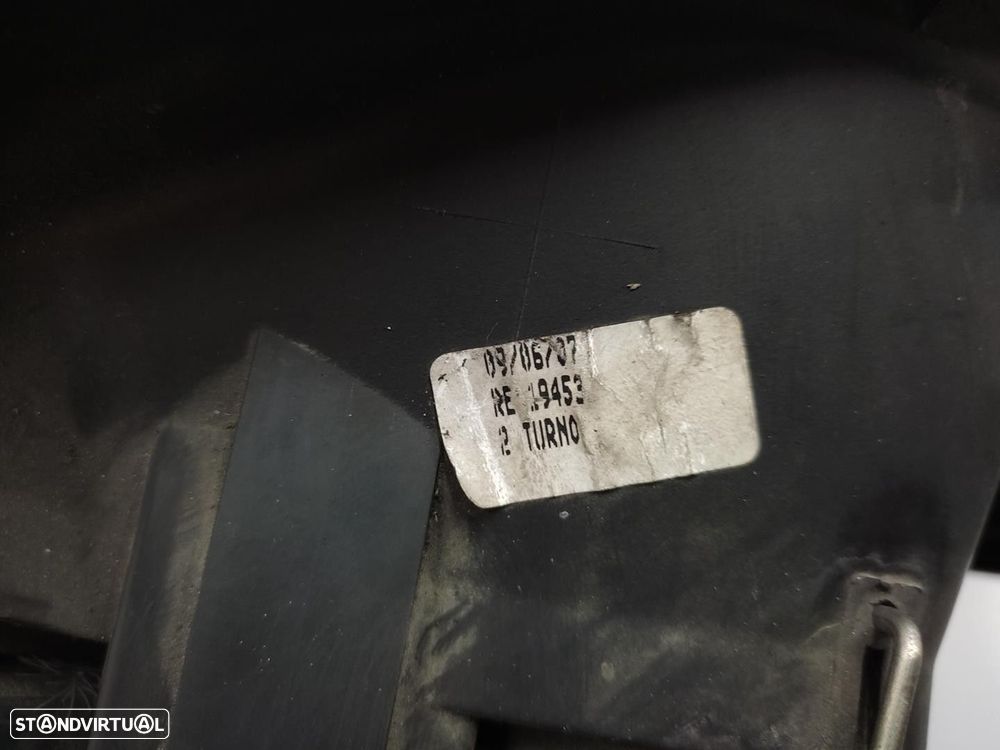 09/06/07
RE 19453
2 TURNO
STANDVIRTUAL